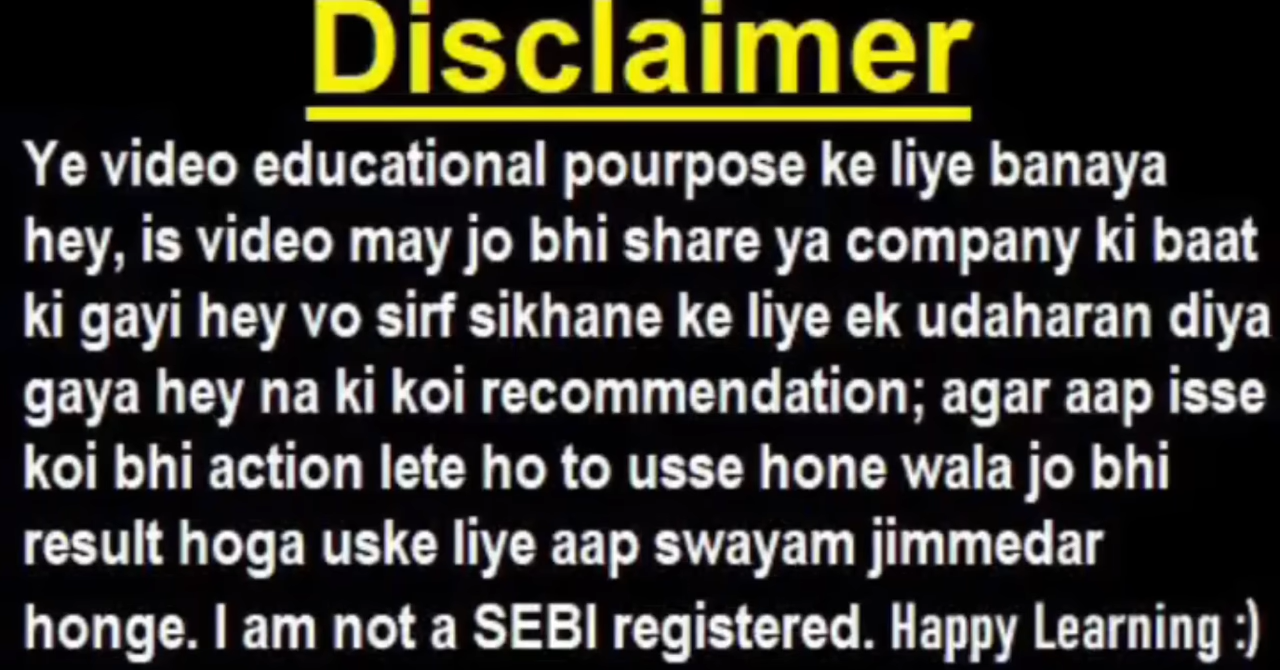 Disclaimer
Ye video educational pourpose ke liye banaya
hey, is video may jo bhi share ya company ki baat
ki gayi hey vo sirf sikhane ke liye ek udaharan diya
gaya hey na ki koi recommendation; agar aap isse
koi bhi action lete ho to usse hone wala jo bhi
result hoga uske liye aap swayam jimmedar
honge. I am not a SEBI registered. Happy Learning :)